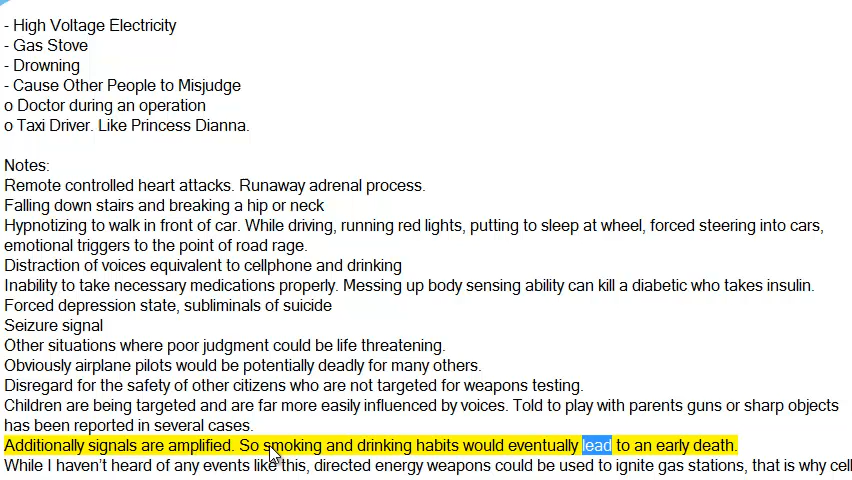 - High Voltage Electricity
- Gas Stove
- Drowning
- Cause Other People to Misjudge
o Doctor during an operation
o Taxi Driver. Like Princess Dianna.
Notes:
Remote controlled heart attacks. Runaway adrenal process.
Falling down stairs and breaking a hip or neck
Hypnotizing to walk in front of car. While driving, running red lights, putting to sleep at wheel, forced steering into cars,
emotional triggers to the point of road rage.
Distraction of voices equivalent to cellphone and drinking
Inability to take necessary medications properly. Messing up body sensing ability can kill a diabetic who takes insulin.
Forced depression state, subliminals of suicide
Seizure signal
Other situations where poor judgment could be life threatening.
Obviously airplane pilots would be potentially deadly for many others.
Disregard for the safety of other citizens who are not targeted for weapons testing.
Children are being targeted and are far more easily influenced by voices. Told to play with parents guns or sharp objects
has been reported in several cases.
Additionally signals are amplified. So smoking and drinking habits would eventually lead to an early death.
While I haven't heard of any events like this, directed energy weapons could be used to ignite gas stations, that is why cell